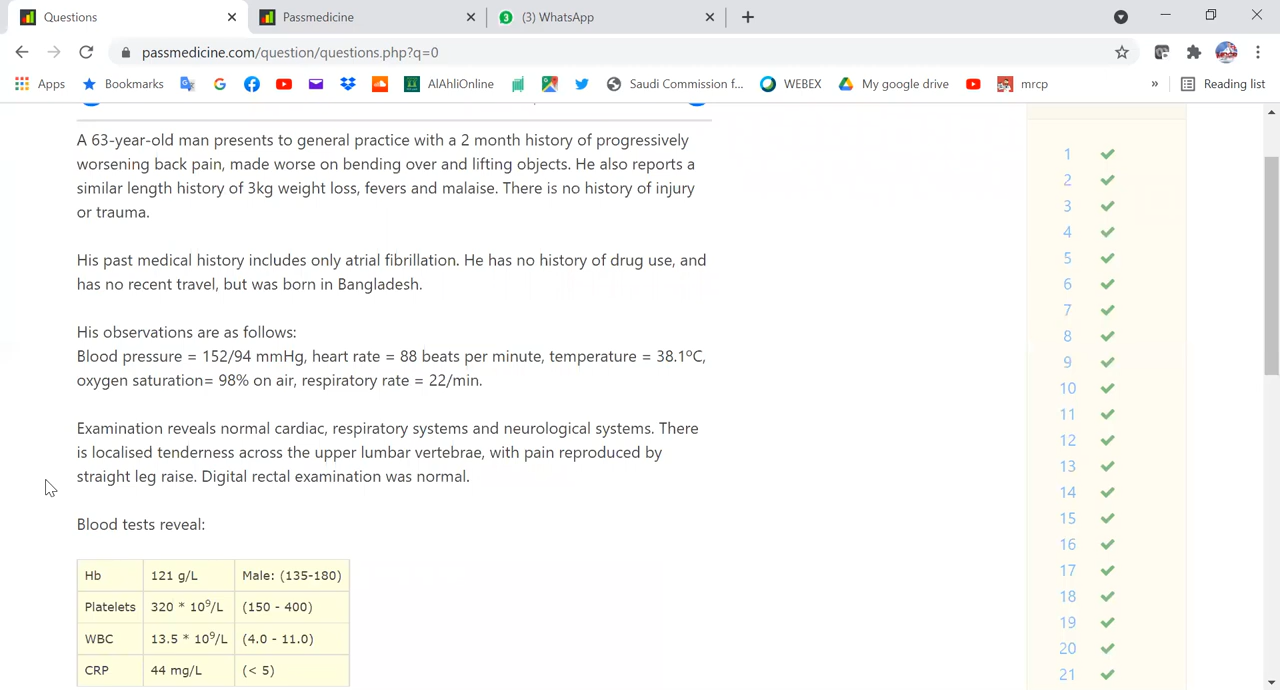 Questions
Passmedicine
(3) WhatsApp
passmedicine.com/question/questions.php?q=0
Apps
Bookmarks
AlAhliOnline
Saudi Commission f...
WEBEX
My google drive
mrcp
»
Reading list
A 63-year-old man presents to general practice with a 2 month history of progressively
worsening back pain, made worse on bending over and lifting objects. He also reports a
similar length history of 3kg weight loss, fevers and malaise. There is no history of injury
or trauma.
His past medical history includes only atrial fibrillation. He has no history of drug use, and
has no recent travel, but was born in Bangladesh.
His observations are as follows:
Blood pressure = 152/94 mmHg, heart rate = 88 beats per minute, temperature = 38.1ºC,
oxygen saturation= 98% on air, respiratory rate = 22/min.
Examination reveals normal cardiac, respiratory systems and neurological systems. There
is localised tenderness across the upper lumbar vertebrae, with pain reproduced by
straight leg raise. Digital rectal examination was normal.
Blood tests reveal:
Hb 121 g/L Male: (135-180)
Platelets 320 * 10⁹/L (150 - 400)
WBC 13.5 * 10⁹/L (4.0 - 11.0)
CRP 44 mg/L (< 5)
1
2
3
4
5
6
7
8
9
10
11
12
13
14
15
16
17
18
19
20
21